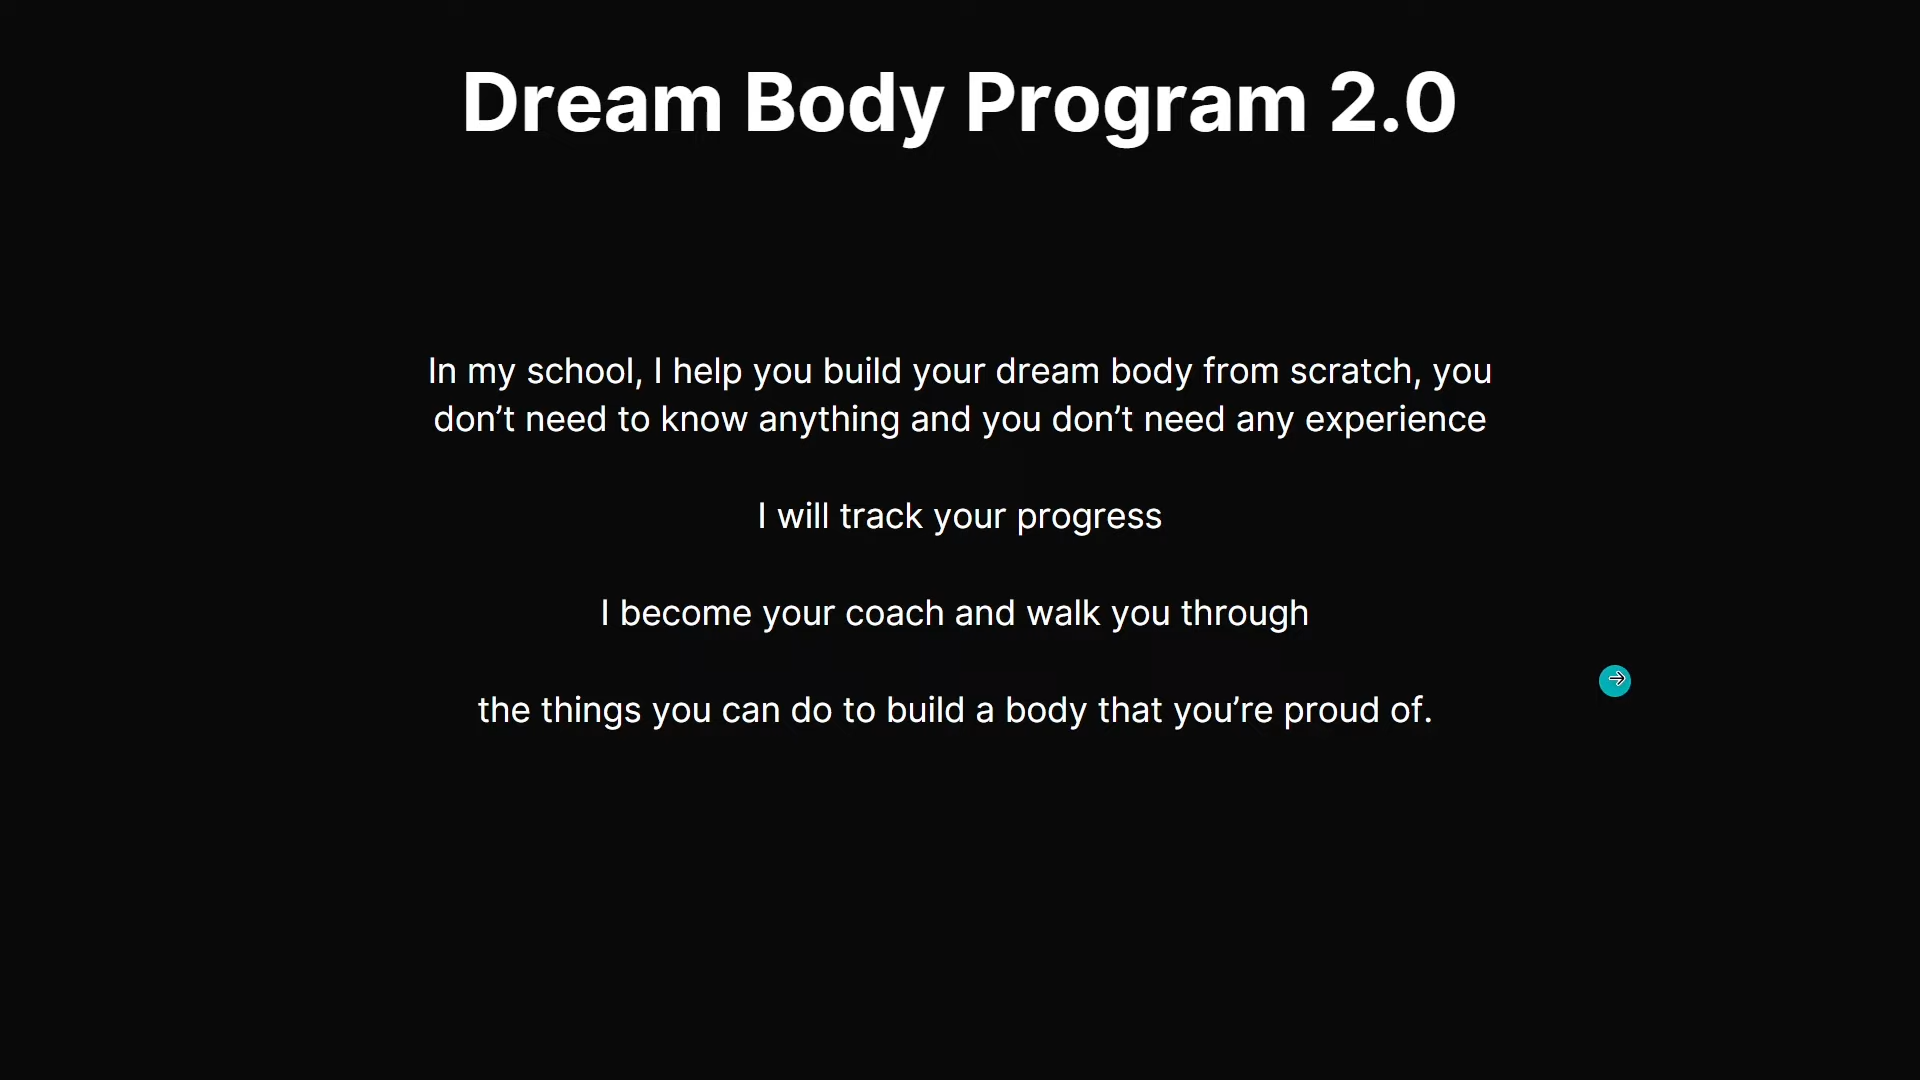 Dream Body Program 2.0
In my school, I help you build your dream body from scratch, you
don’t need to know anything and you don’t need any experience
I will track your progress
I become your coach and walk you through
the things you can do to build a body that you’re proud of.